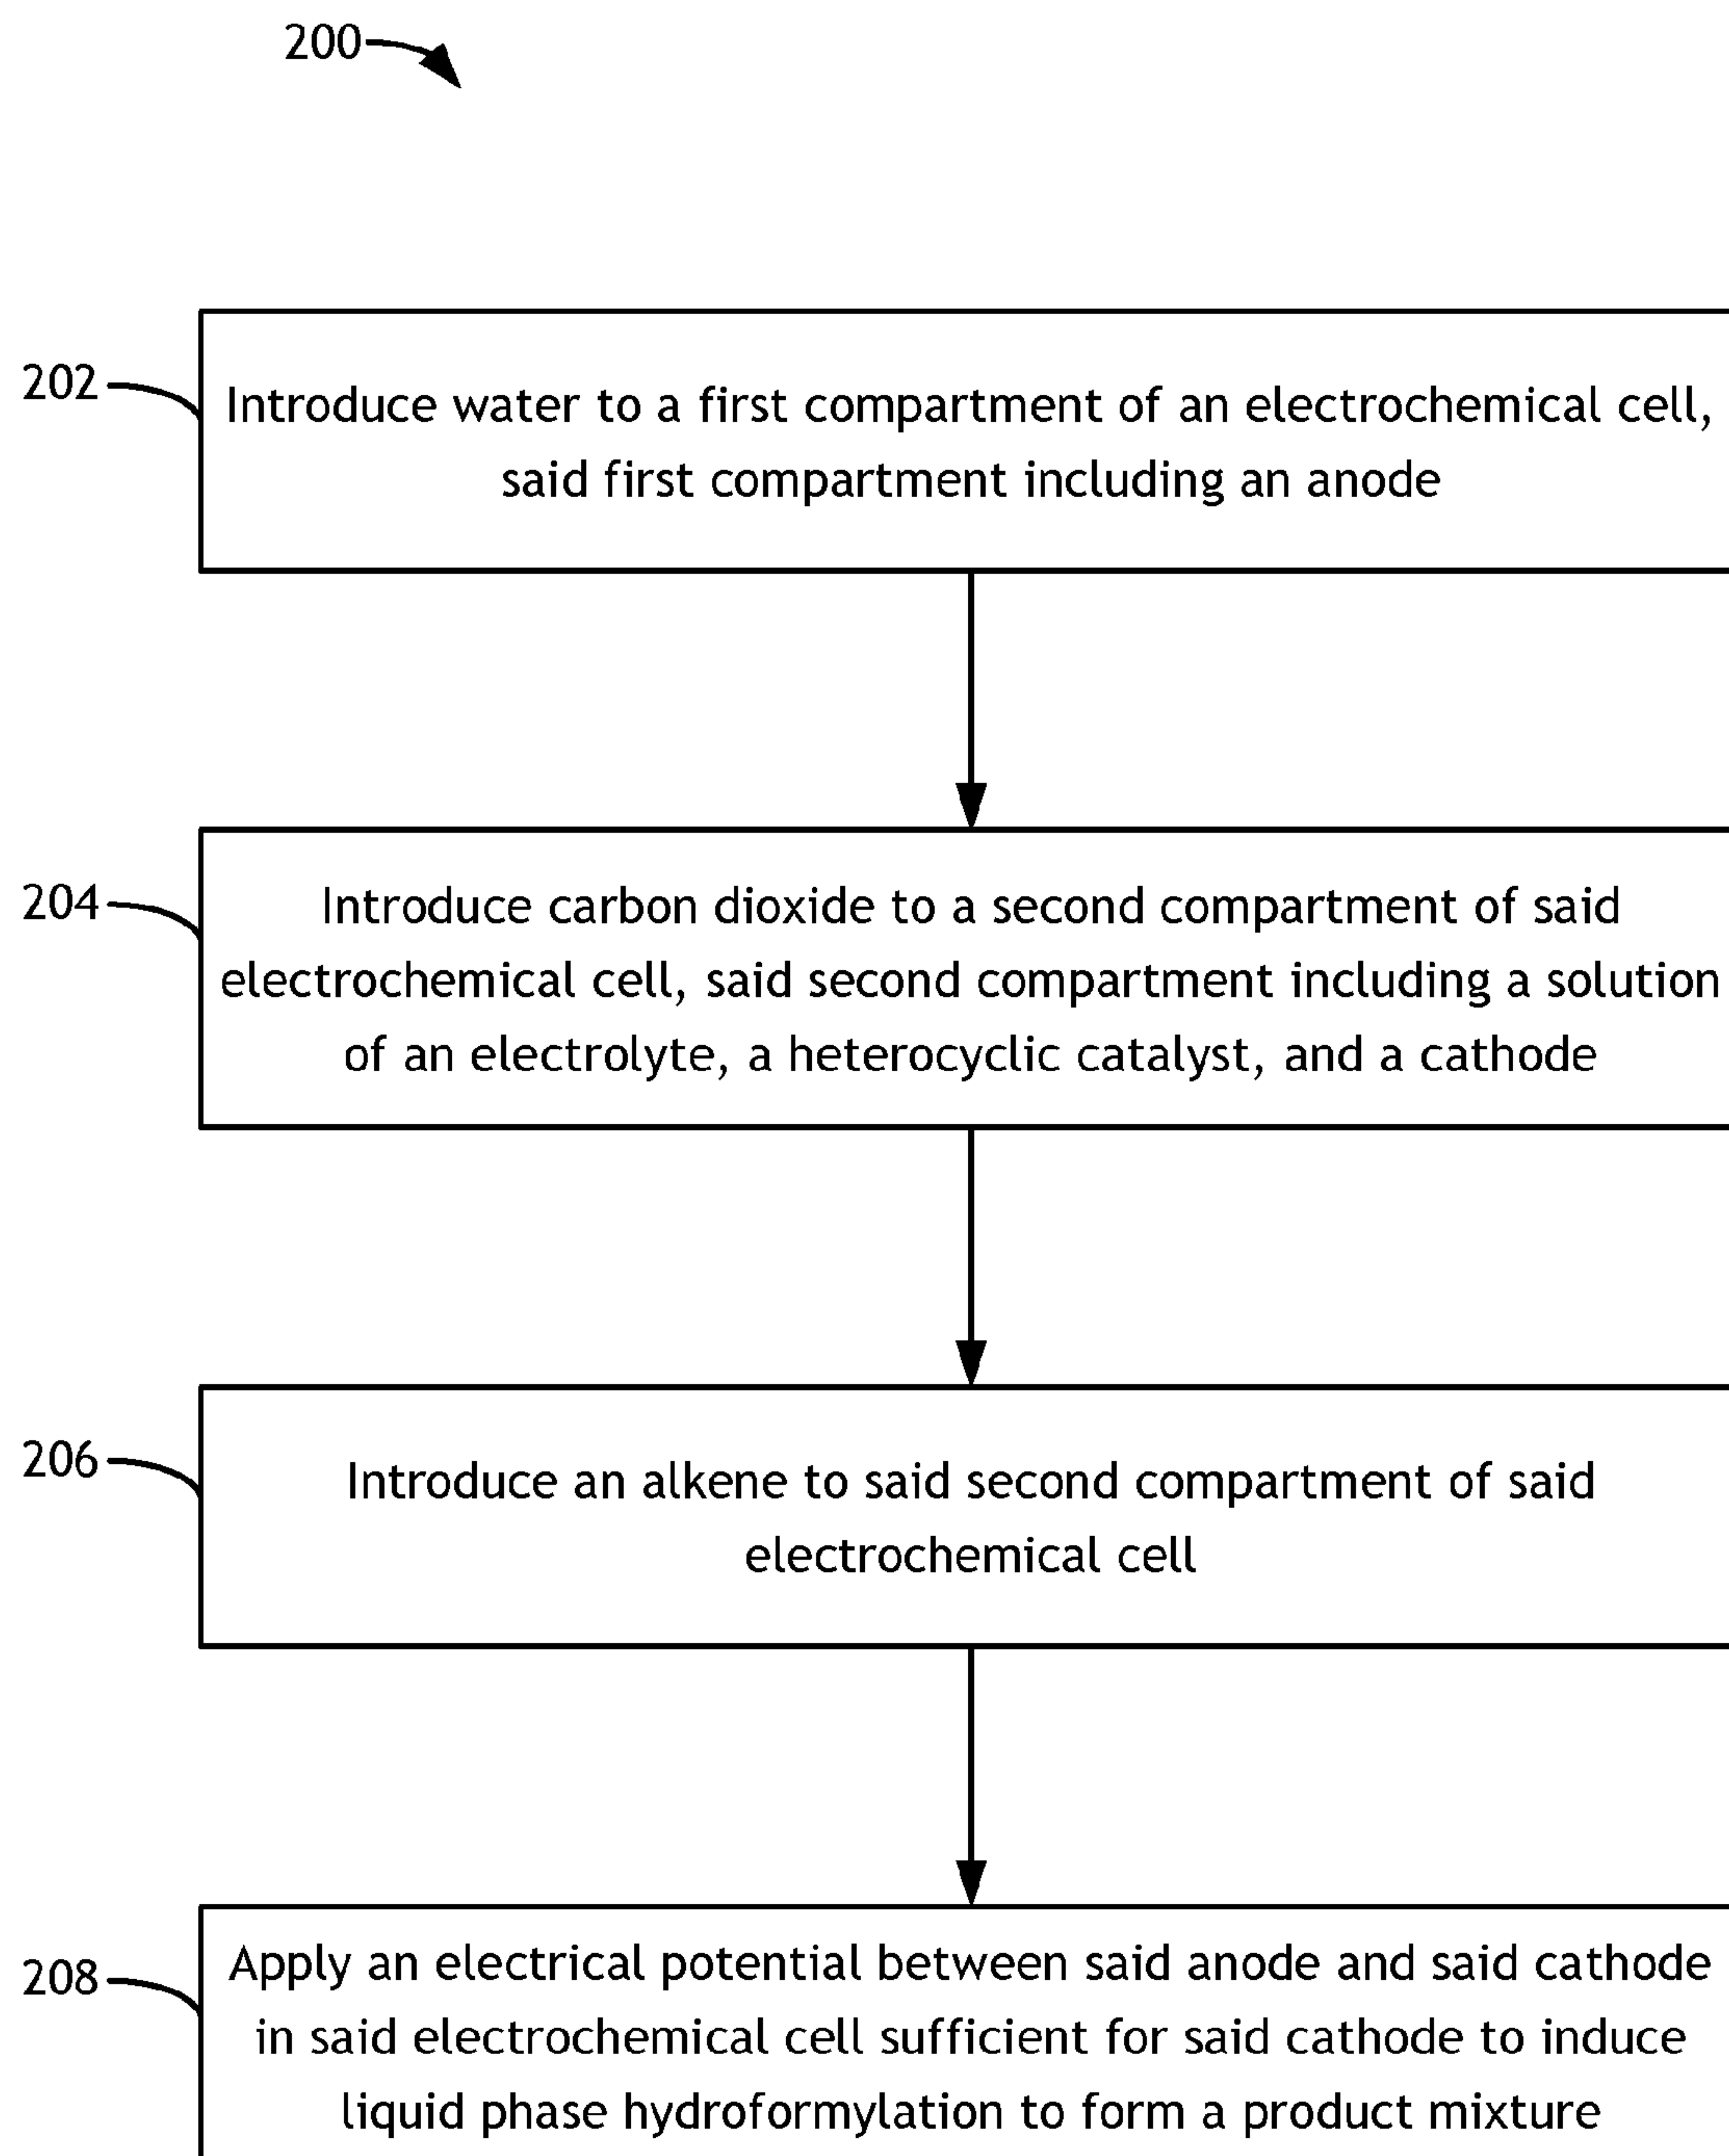 200
202
Introduce water to a first compartment of an electrochemical cell,
said first compartment including an anode
204
Introduce carbon dioxide to a second compartment of said
electrochemical cell, said second compartment including a solution
of an electrolyte, a heterocyclic catalyst, and a cathode
206
Introduce an alkene to said second compartment of said
electrochemical cell
208
Apply an electrical potential between said anode and said cathode
in said electrochemical cell sufficient for said cathode to induce
liquid phase hydroformylation to form a product mixture